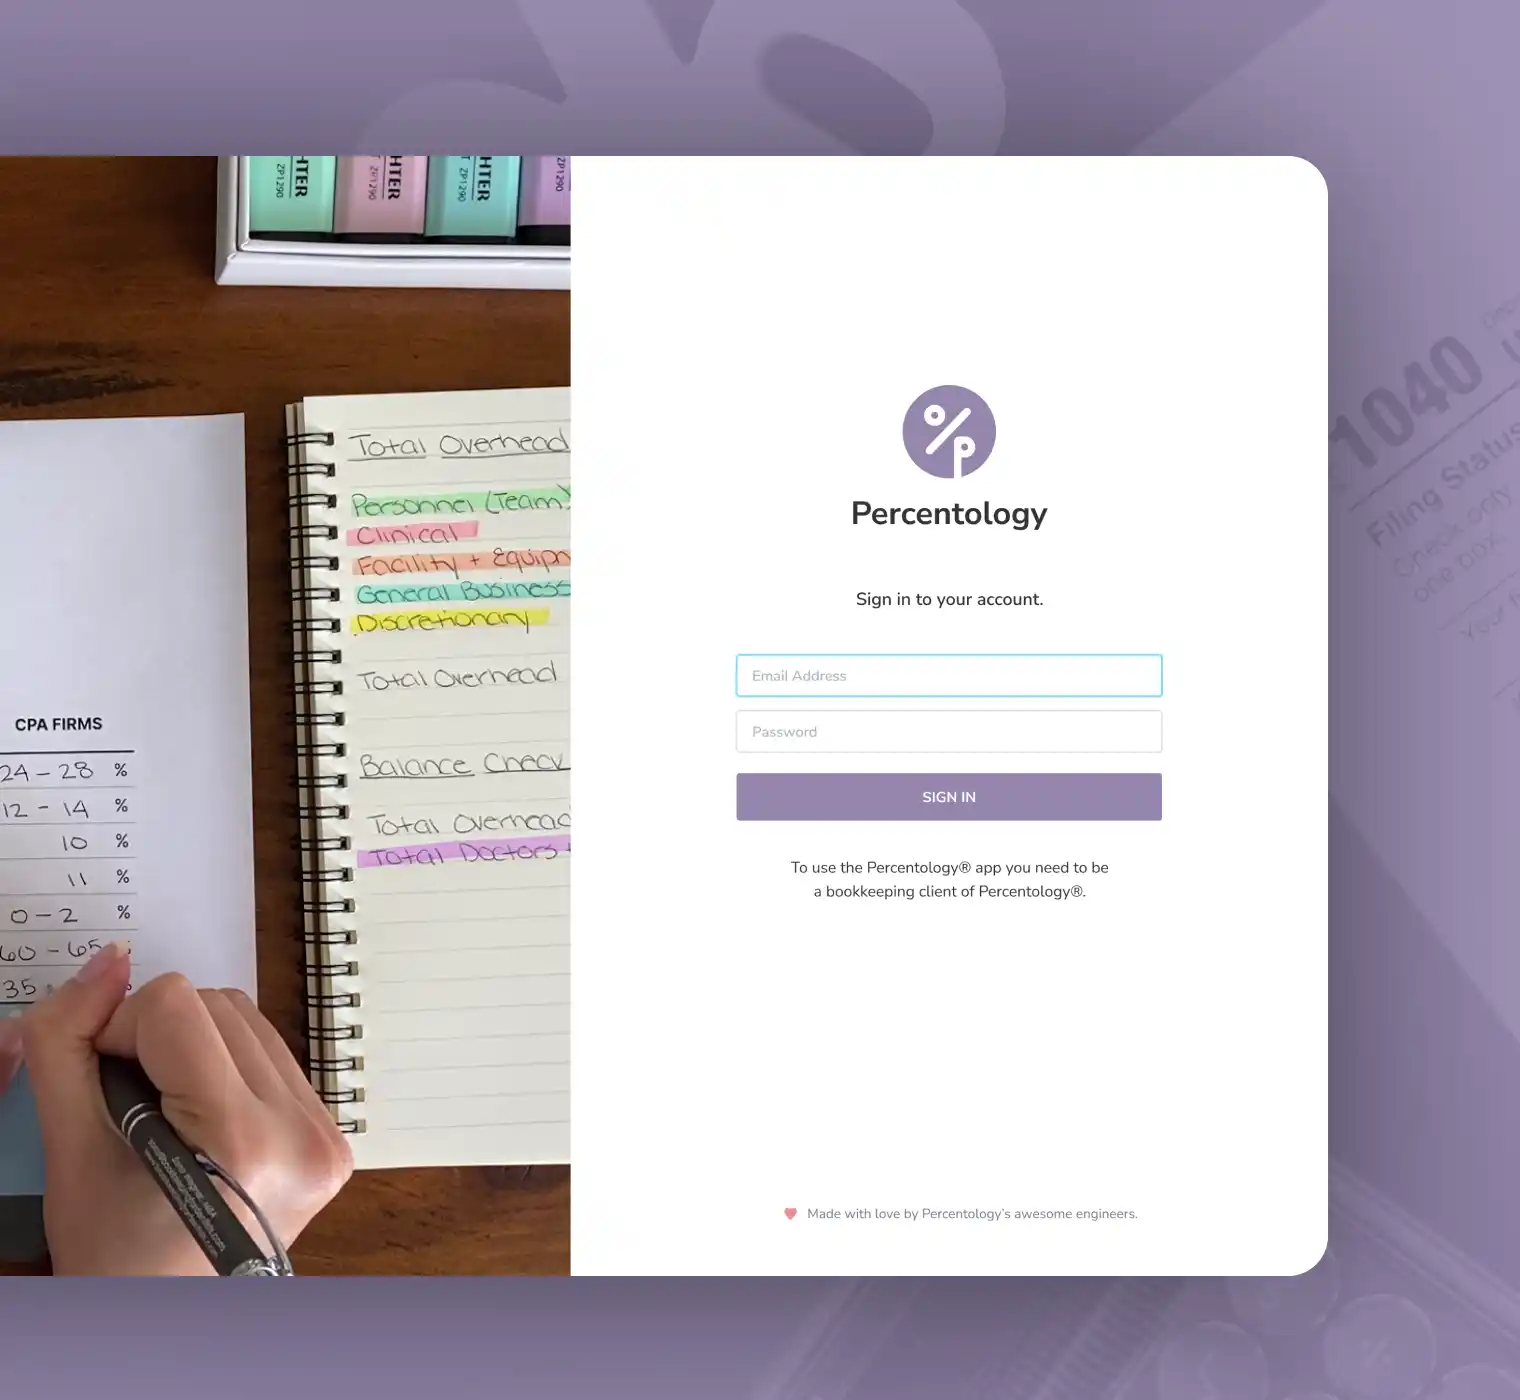 HTER
ZP1290
HTER
ZP1290
HTER
ZP1290
ZP1290
Total Overhead
Personnel (Team)
Clinical
Facility + Equipm
General Business
Discretionary
Total Overhead
Balance Check
Total Overhead
Total Doctors
CPA FIRMS
24 – 28 %
12 – 14 %
10 %
11 %
0 – 2 %
60 – 65
35
Percentology
Sign in to your account.
Email Address
Password
SIGN IN
To use the Percentology® app you need to be
a bookkeeping client of Percentology®.
Made with love by Percentology's awesome engineers.
1040
Filing Status
Check only
one box.